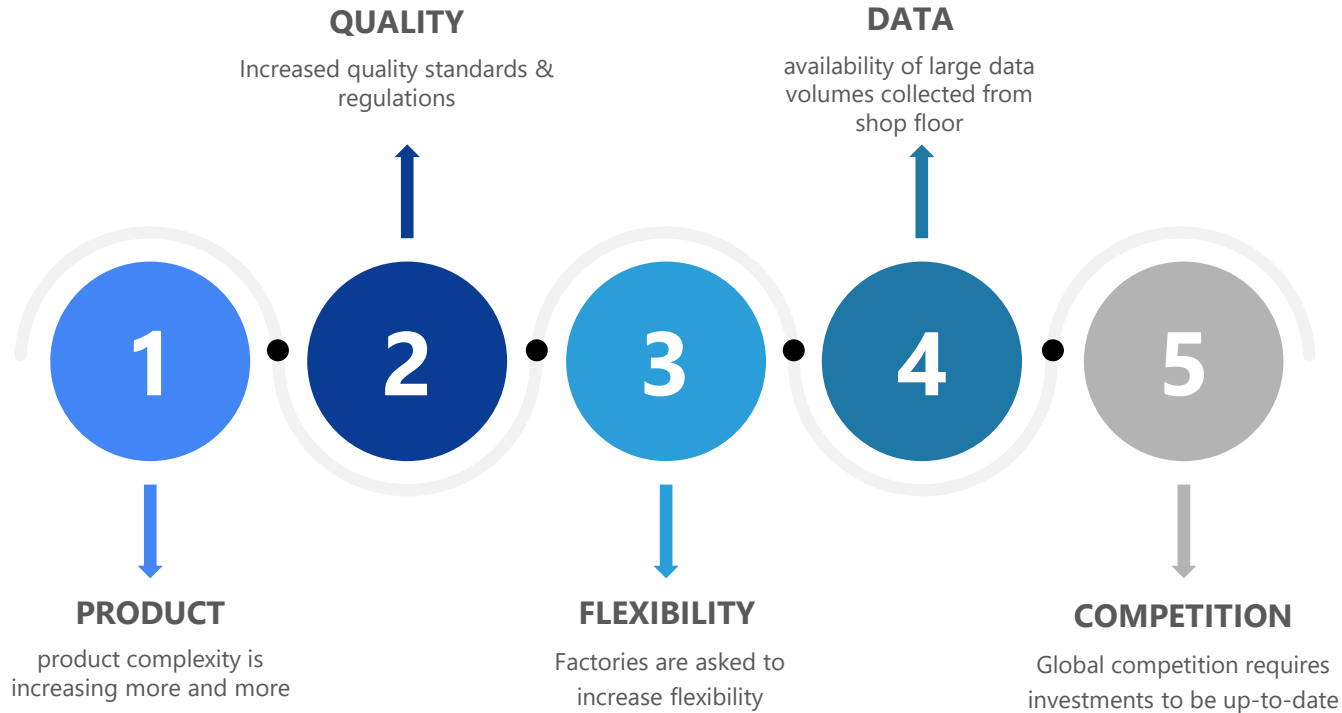 QUALITY
Increased quality standards &
regulations
DATA
availability of large data
volumes collected from
shop floor
1
2
3
4
5
PRODUCT
product complexity is
increasing more and more
FLEXIBILITY
Factories are asked to
increase flexibility
COMPETITION
Global competition requires
investments to be up-to-date